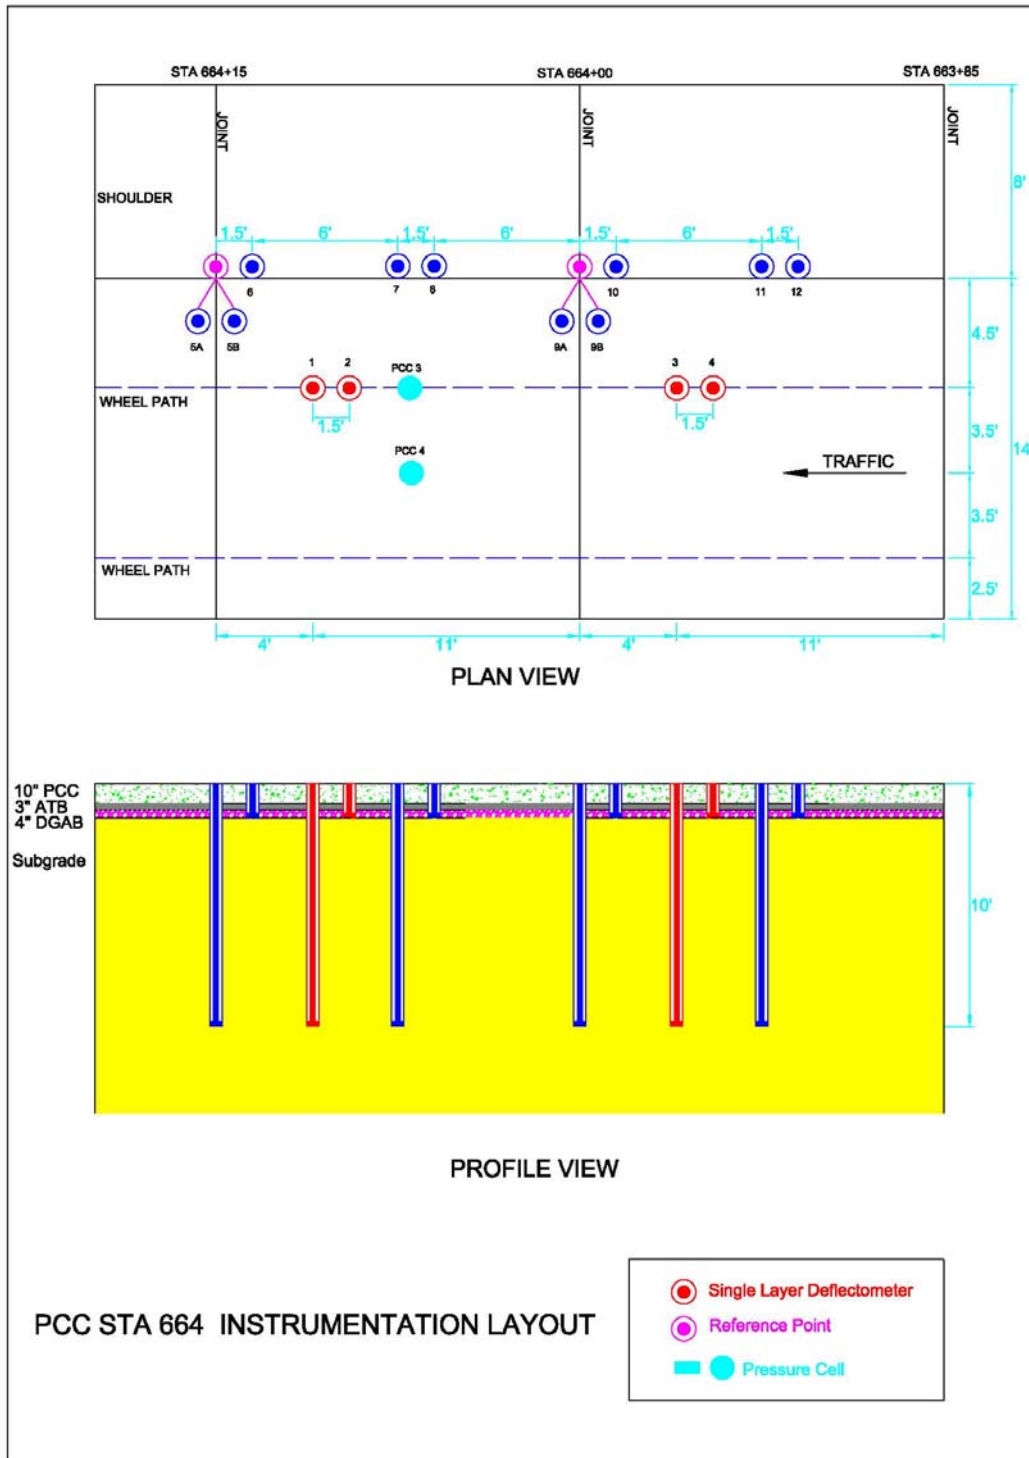 STA 664+15 STA 664+00 STA 663+85
JOINT JOINT JOINT
8'
SHOULDER
1.5' 6' 1.5' 6' 1.5' 6' 1.5'
6 7 8 10 11 12
5A 5B 9A 9B
4.5'
1 2 PCC 3 3 4
WHEEL PATH
1.5' 1.5'
3.5'
PCC 4
14'
TRAFFIC
3.5'
WHEEL PATH
2.5'
4' 11' 4' 11'
PLAN VIEW
10" PCC
3" ATB
4" DGAB
Subgrade
10'
PROFILE VIEW
PCC STA 664 INSTRUMENTATION LAYOUT
Single Layer Deflectometer
Reference Point
Pressure Cell